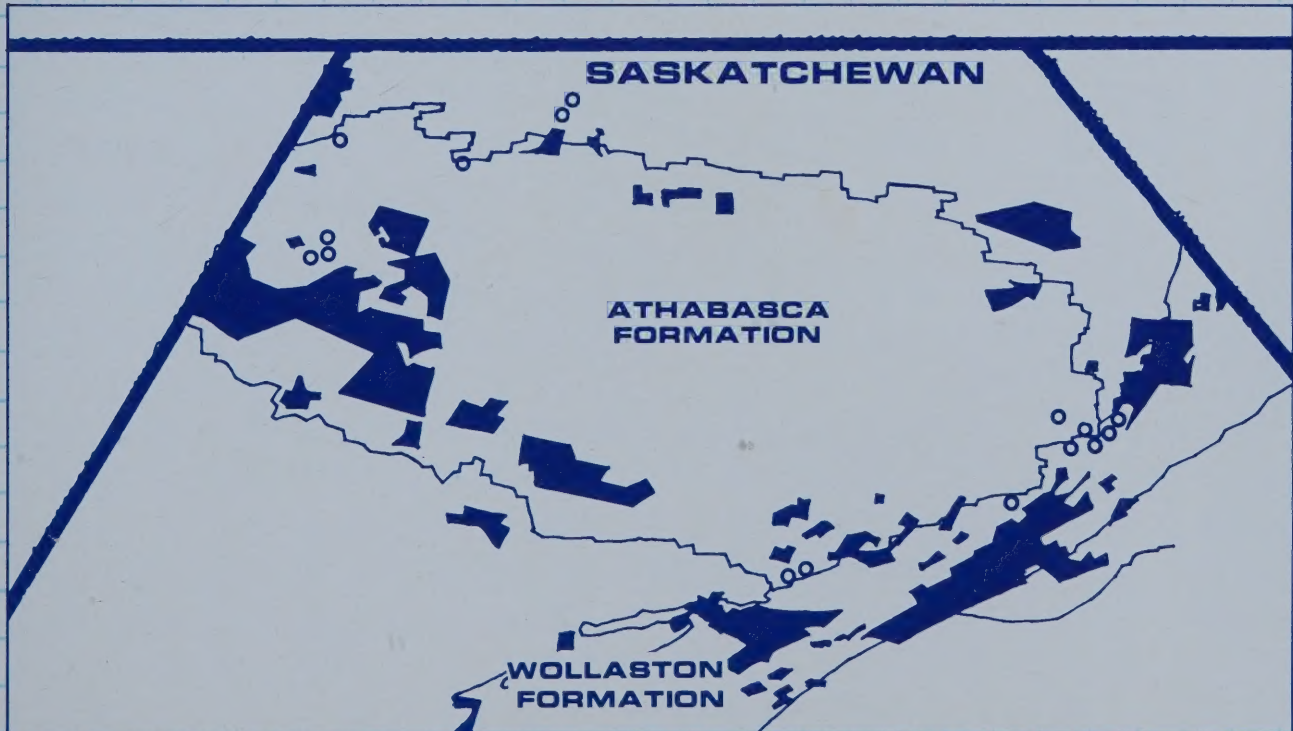 SASKATCHEWAN
ATHABASCA
FORMATION
WOLLASTON
FORMATION